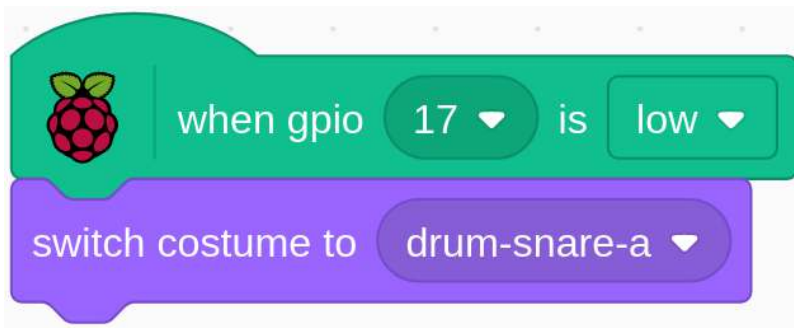 when gpio 17 is low
switch costume to drum-snare-a